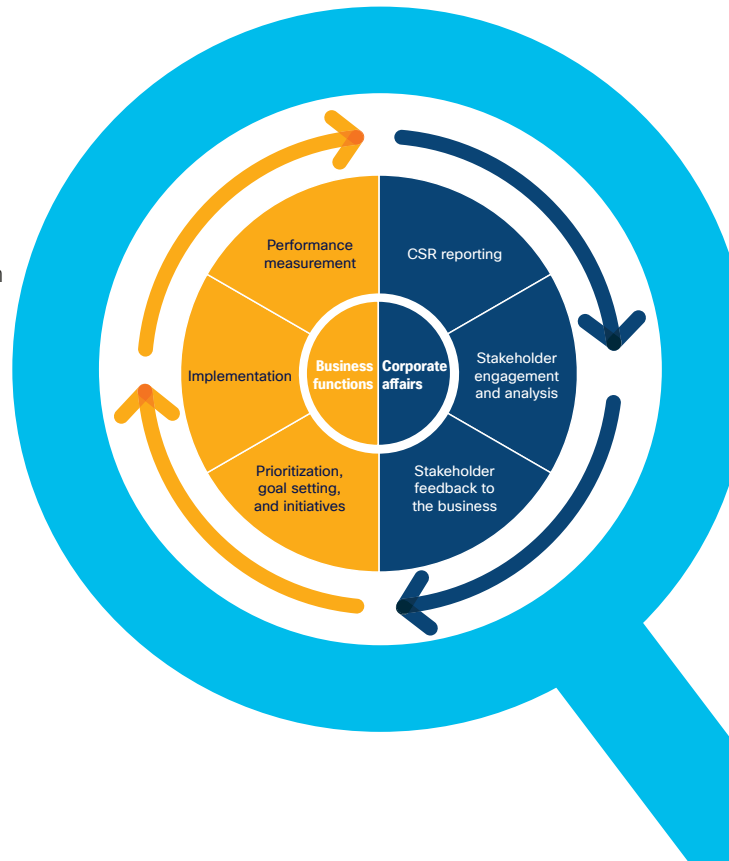 Performance
measurement
CSR reporting
n
Implementation
Business
functions
Corporate
affairs
Stakeholder
engagement
and analysis
Prioritization,
goal setting,
and initiatives
Stakeholder
feedback to
the business